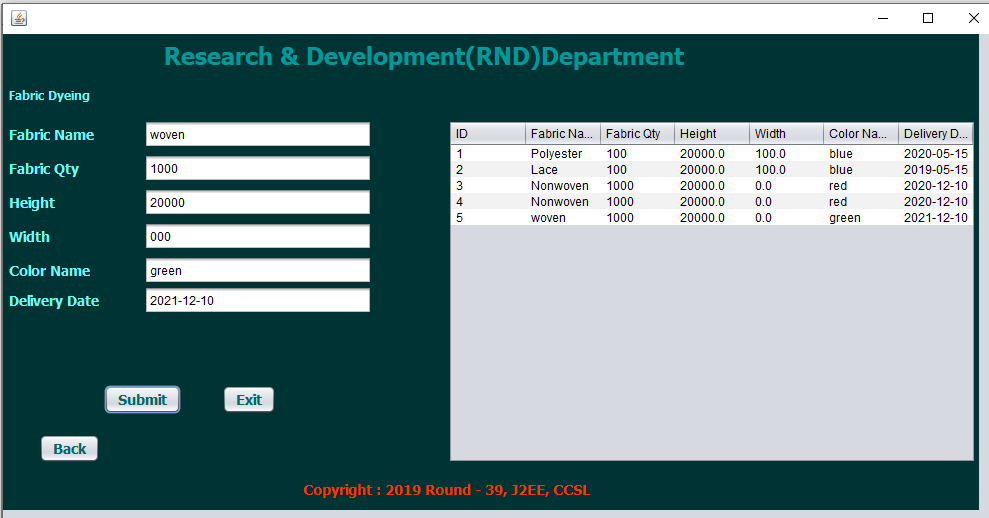 Research & Development(RND)Department
Fabric Dyeing
Fabric Name woven
Fabric Qty 1000
Height 20000
Width 000
Color Name green
Delivery Date 2021-12-10
Submit Exit
Back
ID Fabric Na... Fabric Qty Height Width Color Na... Delivery D...
1 Polyester 100 20000.0 100.0 blue 2020-05-15
2 Lace 100 20000.0 100.0 blue 2019-05-15
3 Nonwoven 1000 20000.0 0.0 red 2020-12-10
4 Nonwoven 1000 20000.0 0.0 red 2020-12-10
5 woven 1000 20000.0 0.0 green 2021-12-10
Copyright : 2019 Round - 39, J2EE, CCSL